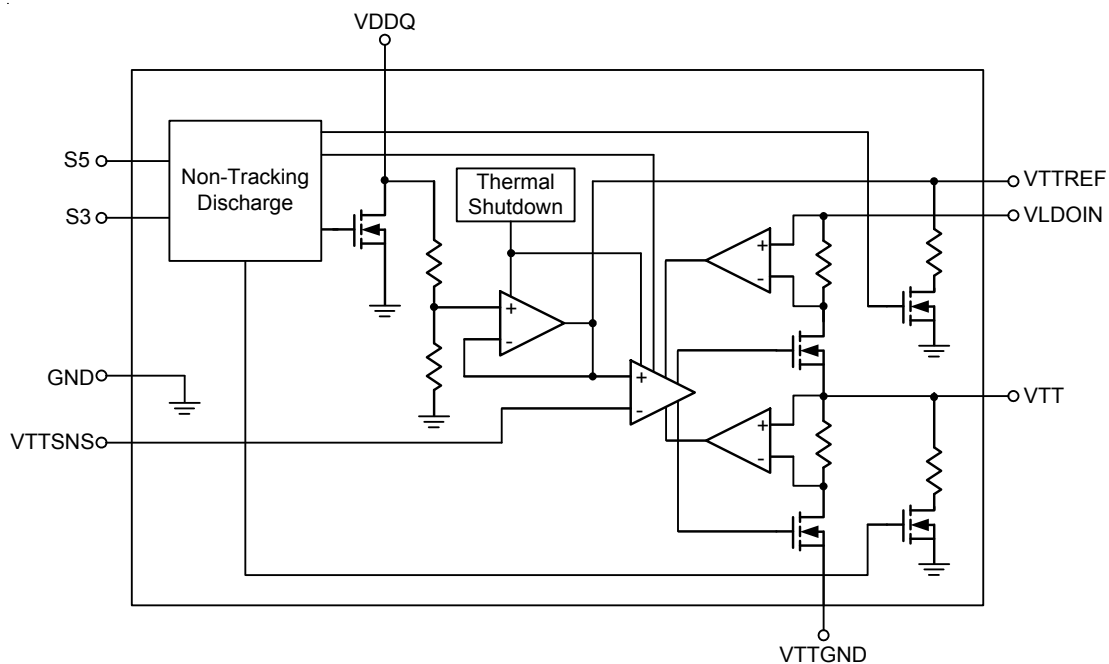 VDDQ
S5
S3
Non-Tracking
Discharge
Thermal
Shutdown
VTTREF
VLDOIN
+
-
+
-
GND
+
-
VTT
VTTSNS
+
-
VTTGND